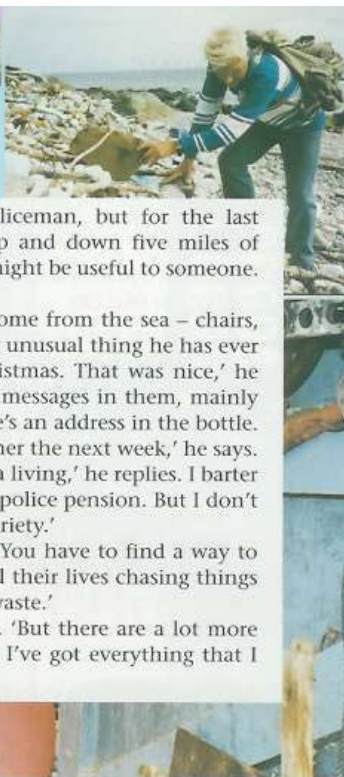 liceman, but for the last
p and down five miles of
might be useful to someone.
ome from the sea – chairs,
unusual thing he has ever
istmas. That was nice,' he
messages in them, mainly
e's an address in the bottle.
her the next week,' he says.
a living,' he replies. I barter
police pension. But I don't
riety.'
You have to find a way to
l their lives chasing things
waste.'
. 'But there are a lot more
I've got everything that I